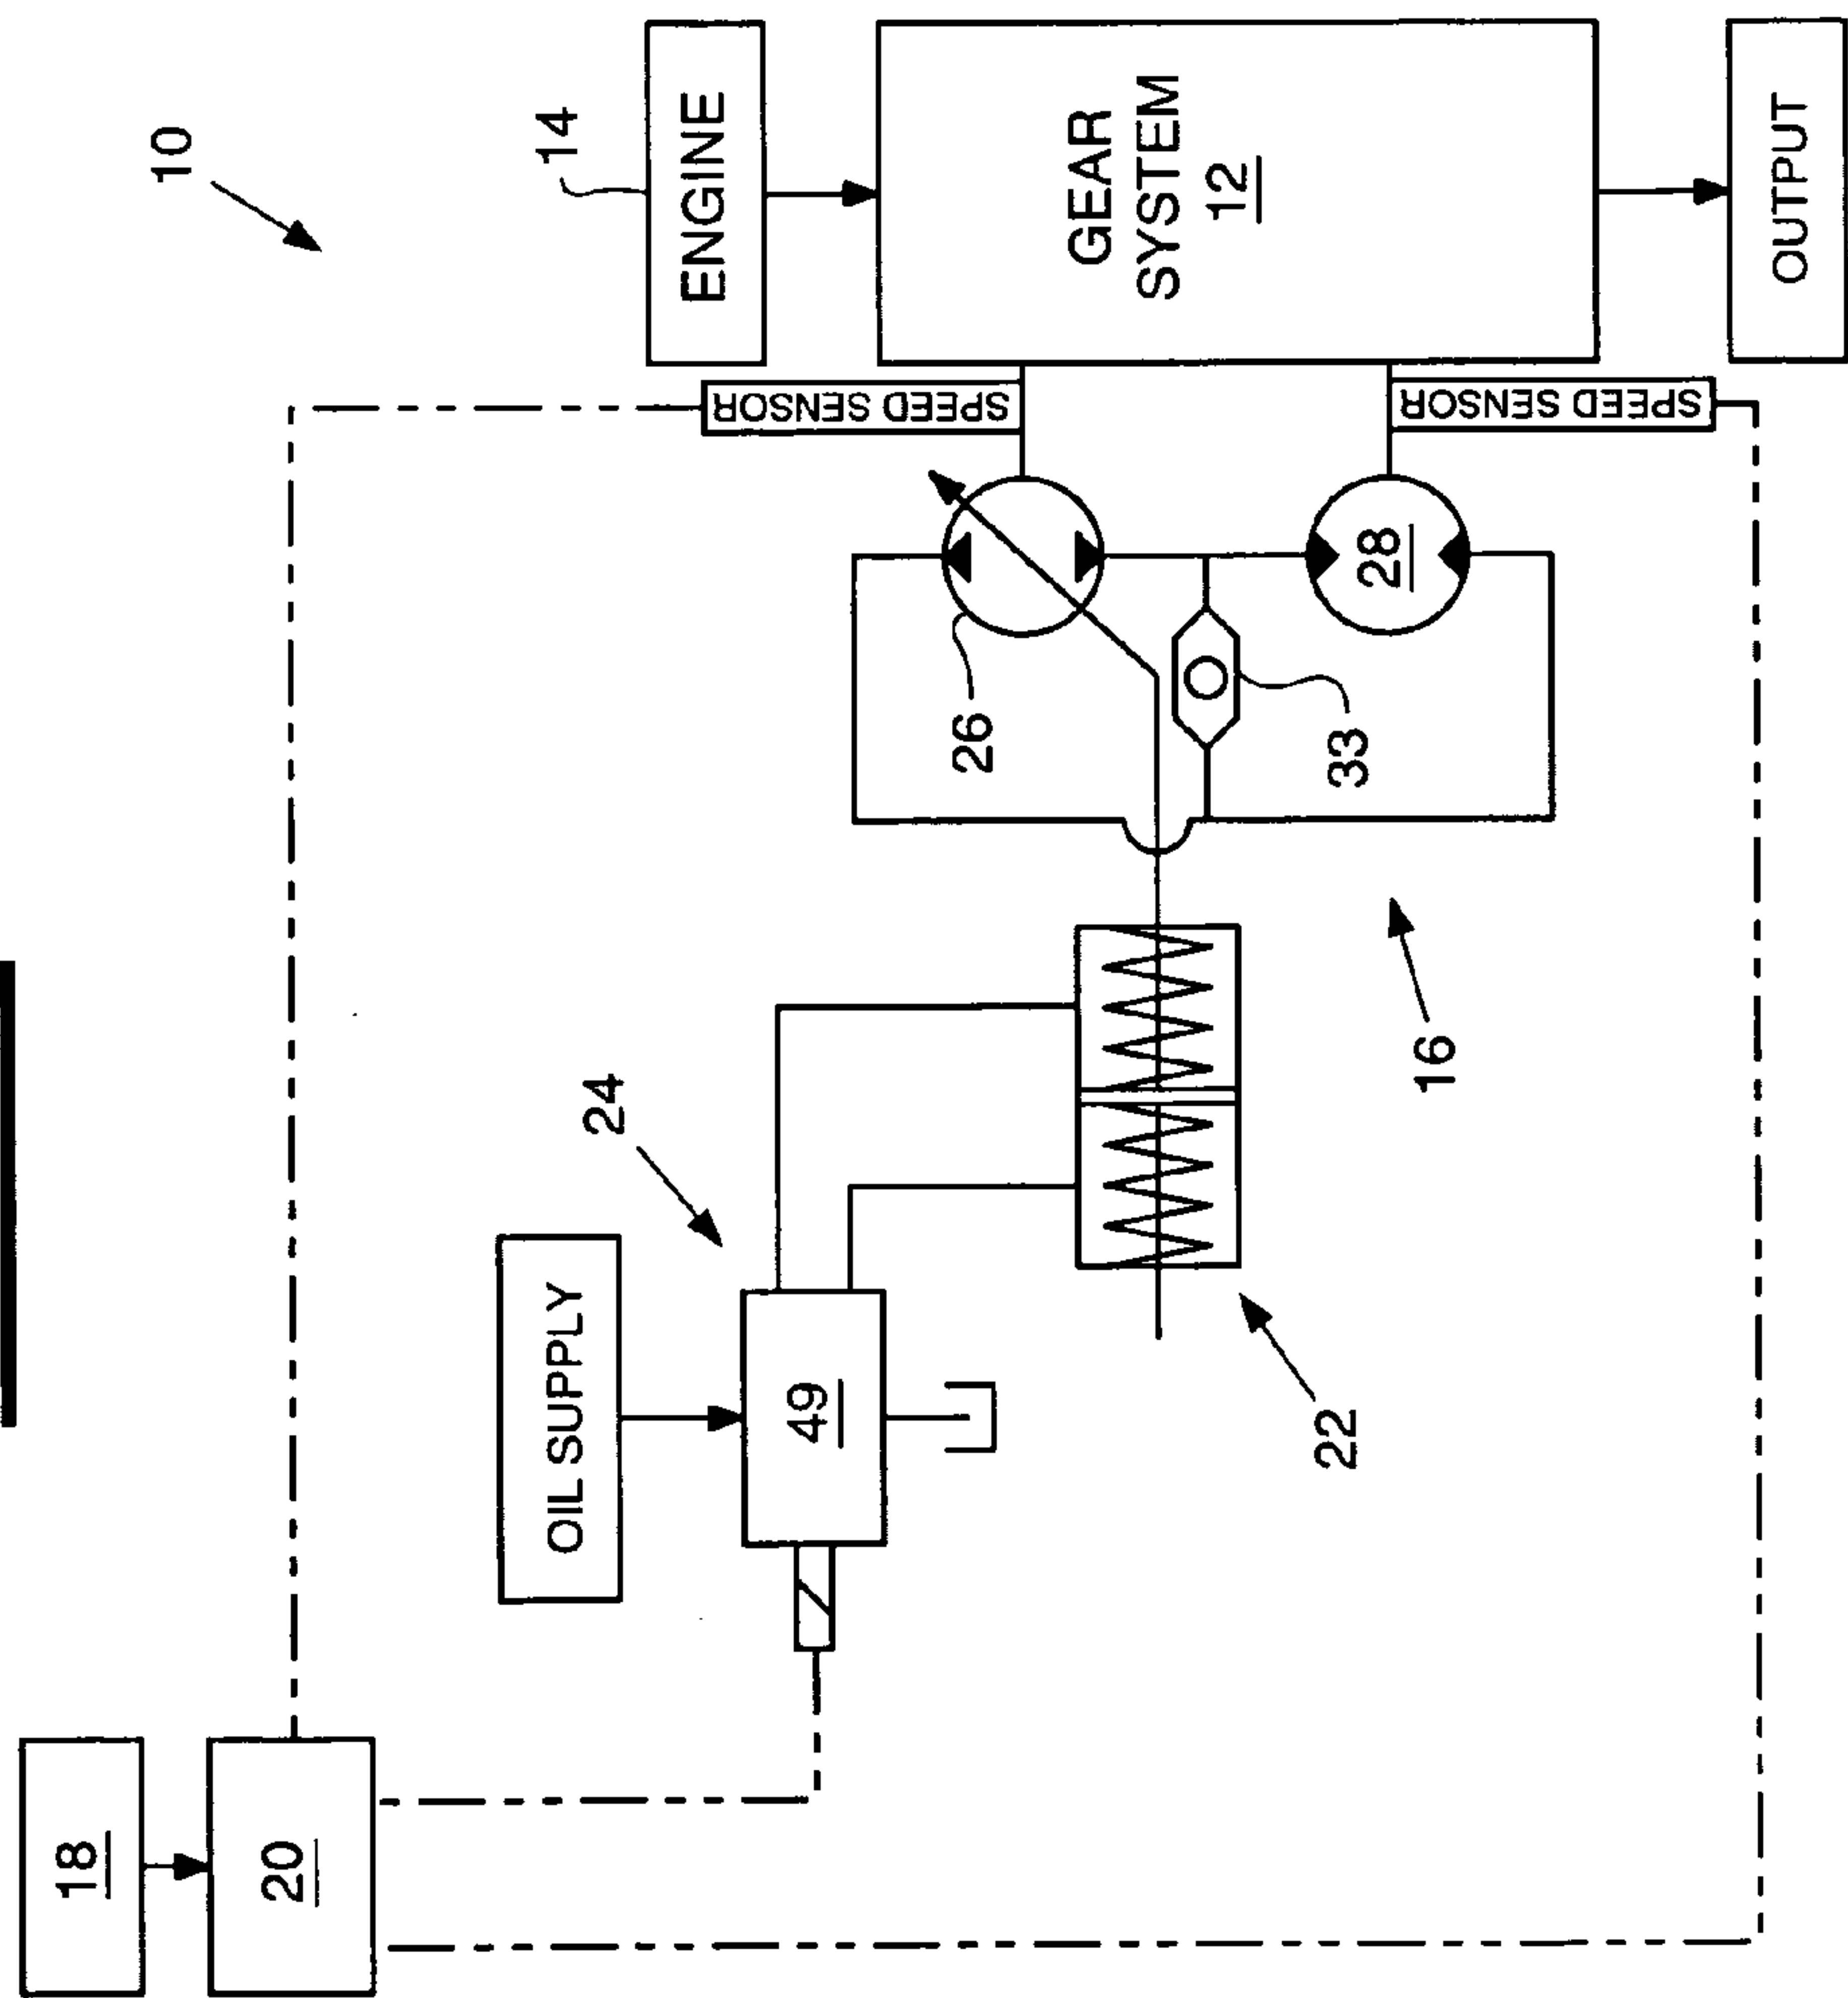 10
14
ENGINE
GEAR
SYSTEM
12
OUTPUT
SPEED SENSOR
SPEED SENSOR
26
28
33
16
24
22
OIL SUPPLY
49
18
20